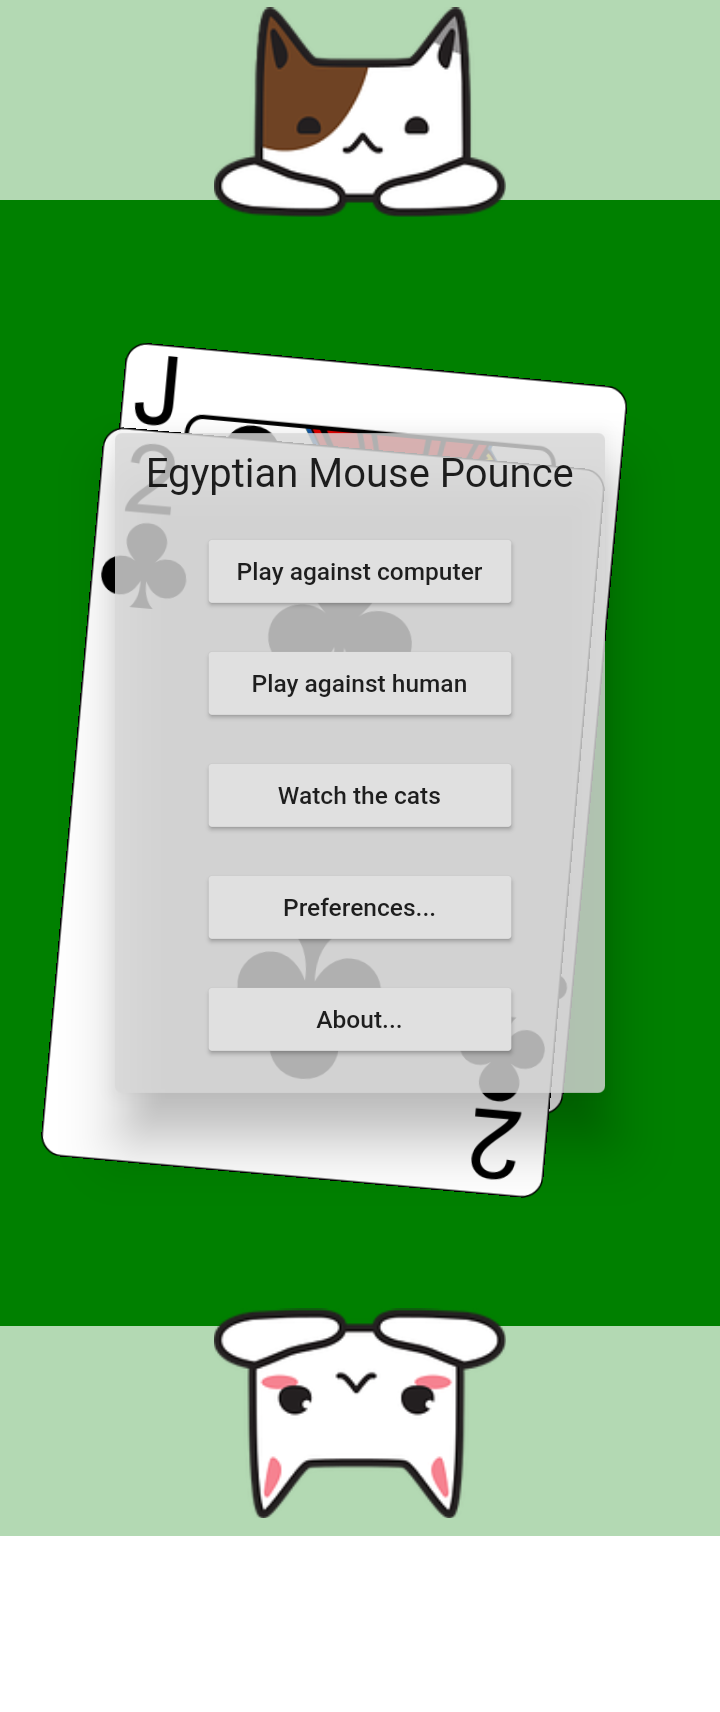 J
2
Egyptian Mouse Pounce
Play against computer
Play against human
Watch the cats
Preferences...
About...
2